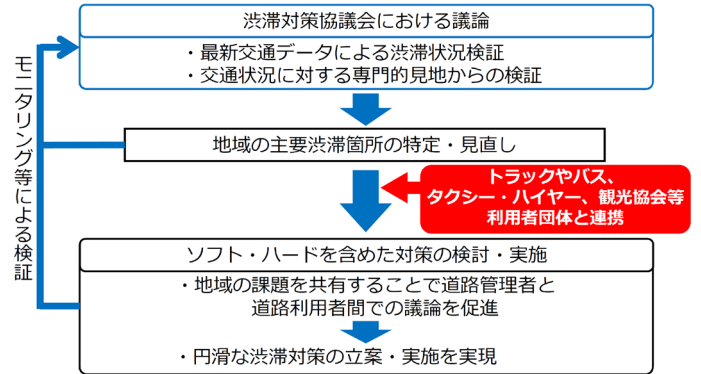 渋滞対策協議会における議論
・最新交通データによる渋滞状況検証
・交通状況に対する専門的見地からの検証
モニタリング等による検証
地域の主要渋滞箇所の特定・見直し
トラックやバス、
タクシー・ハイヤー、観光協会等
利用者団体と連携
ソフト・ハードを含めた対策の検討・実施
・地域の課題を共有することで道路管理者と
道路利用者間での議論を促進
・円滑な渋滞対策の立案・実施を実現